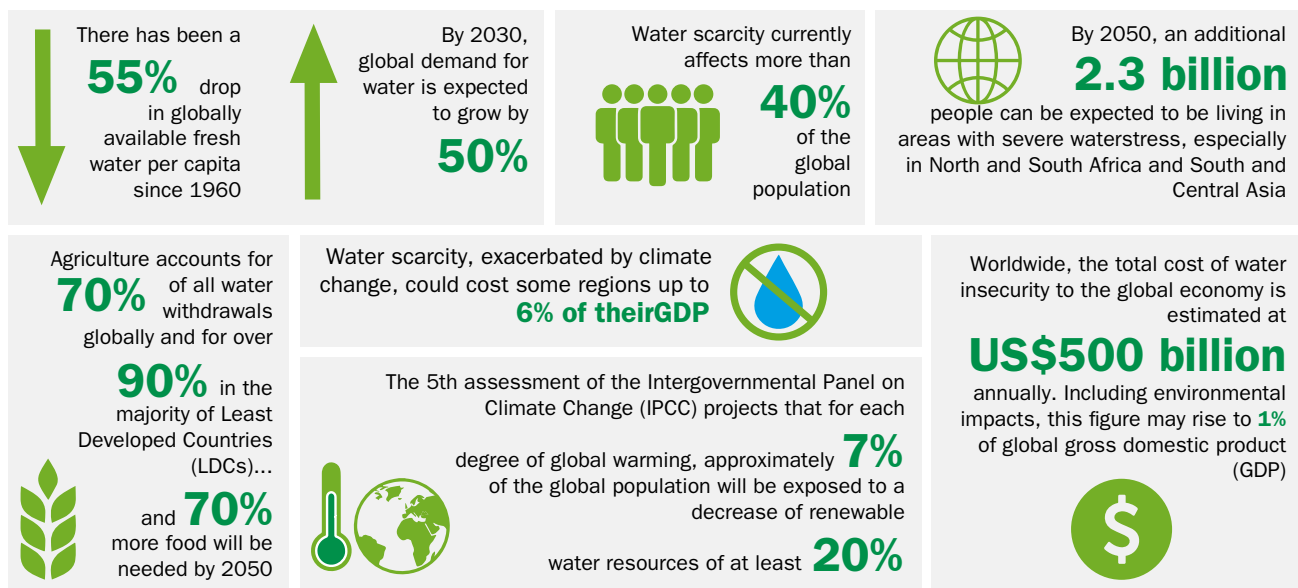 There has been a
55% drop
in globally
available fresh
water per capita
since 1960
By 2030,
global demand for
water is expected
to grow by
50%
Water scarcity currently
affects more than
40%
of the
global
population
By 2050, an additional
2.3 billion
people can be expected to be living in
areas with severe waterstress, especially
in North and South Africa and South and
Central Asia
Agriculture accounts for
70% of all water
withdrawals
globally and for over
90% in the
majority of Least
Developed Countries
(LDCs)...
and 70%
more food will be
needed by 2050
Water scarcity, exacerbated by climate
change, could cost some regions up to
6% of theirGDP
The 5th assessment of the Intergovernmental Panel on
Climate Change (IPCC) projects that for each
degree of global warming, approximately 7%
of the global population will be exposed to a
decrease of renewable
water resources of at least 20%
Worldwide, the total cost of water
insecurity to the global economy is
estimated at
US$500 billion
annually. Including environmental
impacts, this figure may rise to 1%
of global gross domestic product
(GDP)
$